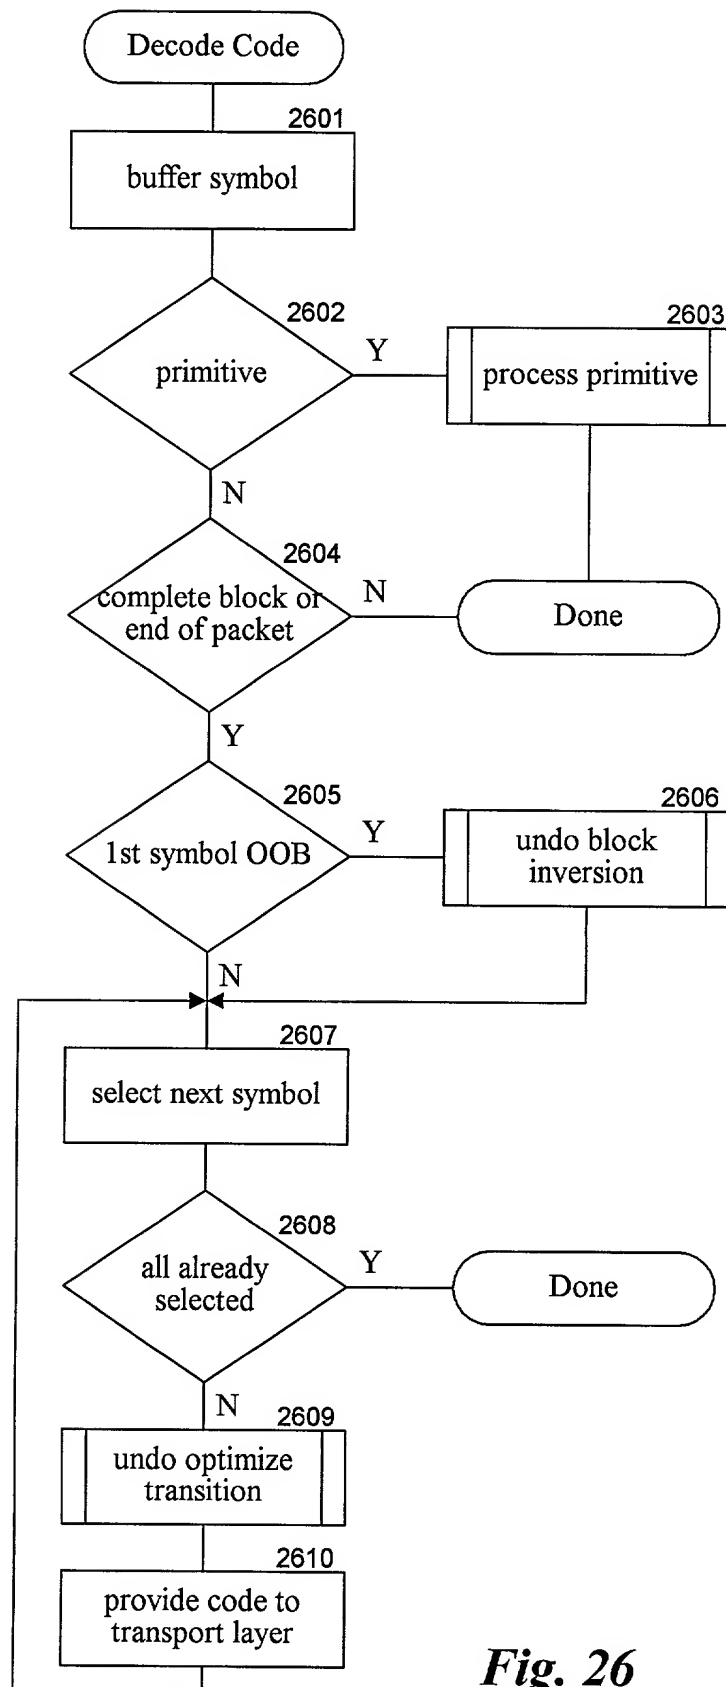 Decode Code
2601
buffer symbol
2602
primitive
Y
2603
process primitive
N
2604
complete block or
end of packet
N
Done
Y
2605
1st symbol OOB
Y
2606
undo block
inversion
N
2607
select next symbol
2608
all already
selected
Y
Done
N
2609
undo optimize
transition
2610
provide code to
transport layer
Fig. 26